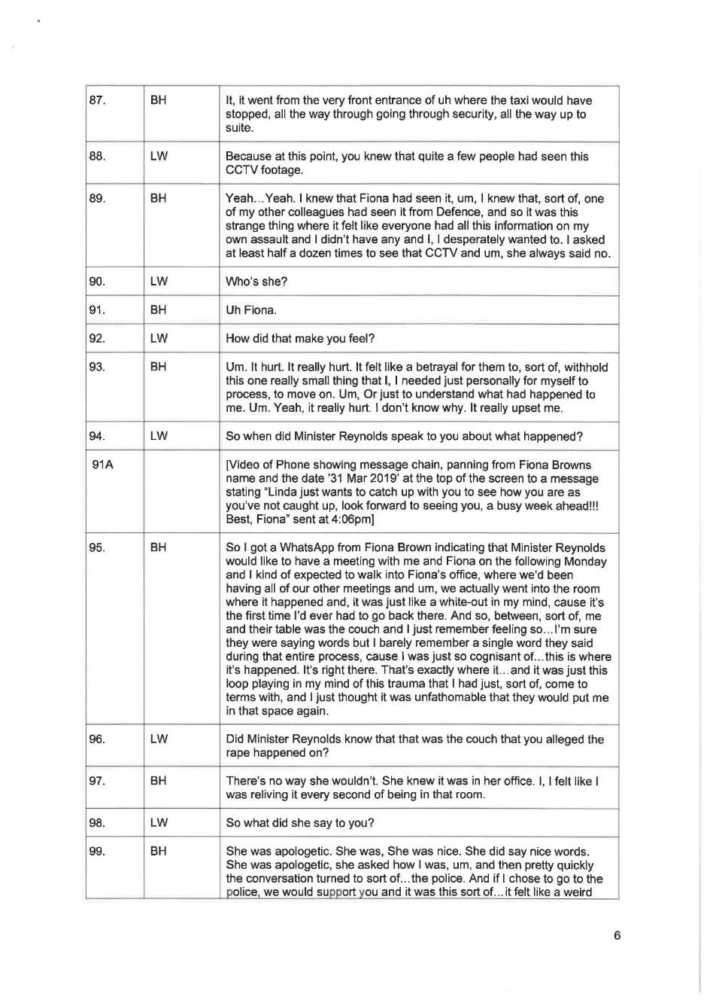 87. BH It, it went from the very front entrance of uh where the taxi would have
stopped, all the way through going through security, all the way up to
suite.
88. LW Because at this point, you knew that quite a few people had seen this
CCTV footage.
89. BH Yeah...Yeah. I knew that Fiona had seen it, um, I knew that, sort of, one
of my other colleagues had seen it from Defence, and so it was this
strange thing where it felt like everyone had all this information on my
own assault and I didn't have any and I, I desperately wanted to. I asked
at least half a dozen times to see that CCTV and um, she always said no.
90. LW Who's she?
91. BH Uh Fiona.
92. LW How did that make you feel?
93. BH Um. It hurt. It really hurt. It felt like a betrayal for them to, sort of, withhold
this one really small thing that I, I needed just personally for myself to
process, to move on. Um, Or just to understand what had happened to
me. Um. Yeah, it really hurt. I don't know why. It really upset me.
94. LW So when did Minister Reynolds speak to you about what happened?
91A [Video of Phone showing message chain, panning from Fiona Browns
name and the date '31 Mar 2019' at the top of the screen to a message
stating "Linda just wants to catch up with you to see how you are as
you've not caught up, look forward to seeing you, a busy week ahead!!!
Best, Fiona" sent at 4:06pm]
95. BH So I got a WhatsApp from Fiona Brown indicating that Minister Reynolds
would like to have a meeting with me and Fiona on the following Monday
and I kind of expected to walk into Fiona's office, where we'd been
having all of our other meetings and um, we actually went into the room
where it happened and, it was just like a white-out in my mind, cause it's
the first time I'd ever had to go back there. And so, between, sort of, me
and their table was the couch and I just remember feeling so...I'm sure
they were saying words but I barely remember a single word they said
during that entire process, cause I was just so cognisant of...this is where
it's happened. It's right there. That's exactly where it...and it was just this
loop playing in my mind of this trauma that I had just, sort of, come to
terms with, and I just thought it was unfathomable that they would put me
in that space again.
96. LW Did Minister Reynolds know that that was the couch that you alleged the
rape happened on?
97. BH There's no way she wouldn't. She knew it was in her office. I, I felt like I
was reliving it every second of being in that room.
98. LW So what did she say to you?
99. BH She was apologetic. She was, She was nice. She did say nice words.
She was apologetic, she asked how I was, um, and then pretty quickly
the conversation turned to sort of...the police. And if I chose to go to the
police, we would support you and it was this sort of...it felt like a weird
6